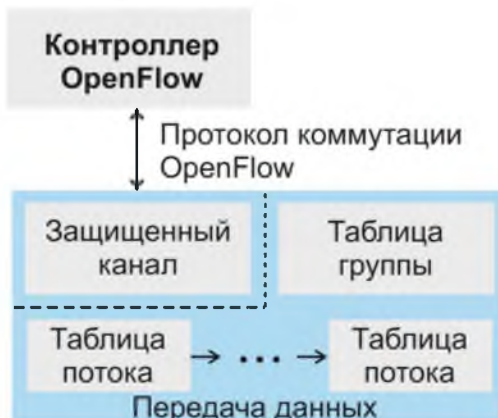 Контроллер
OpenFlow
Протокол коммутации
OpenFlow
Защищенный
канал
Таблица
группы
Таблица
потока
Таблица
потока
Передача данных